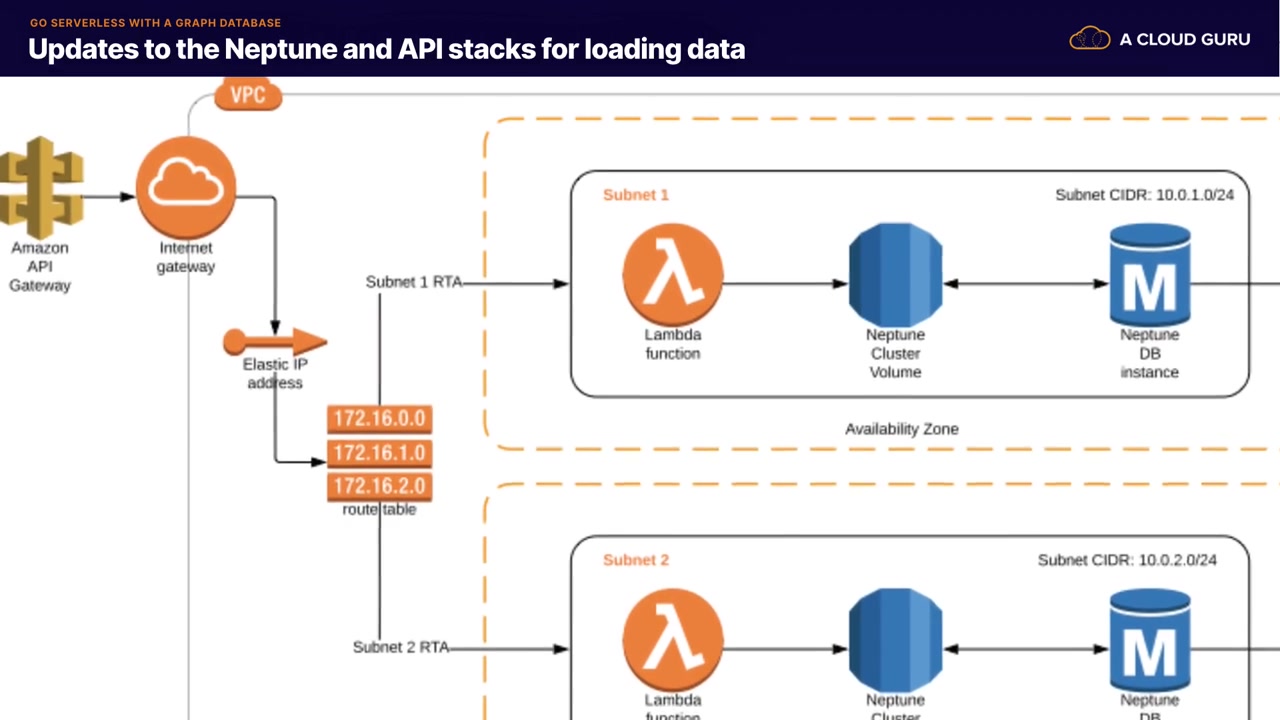 GO SERVERLESS WITH A GRAPH DATABASE
Updates to the Neptune and API stacks for loading data
A CLOUD GURU
VPC
Amazon
API
Gateway
Internet
gateway
Elastic IP
address
172.16.0.0
172.16.1.0
172.16.2.0
route table
Subnet 1 RTA
Subnet 2 RTA
Subnet 1
Subnet CIDR: 10.0.1.0/24
λ
Lambda
function
Neptune
Cluster
Volume
M
Neptune
DB
instance
Availability Zone
Subnet 2
Subnet CIDR: 10.0.2.0/24
λ
Lambda
function
Neptune
Cluster
M
Neptune
DB